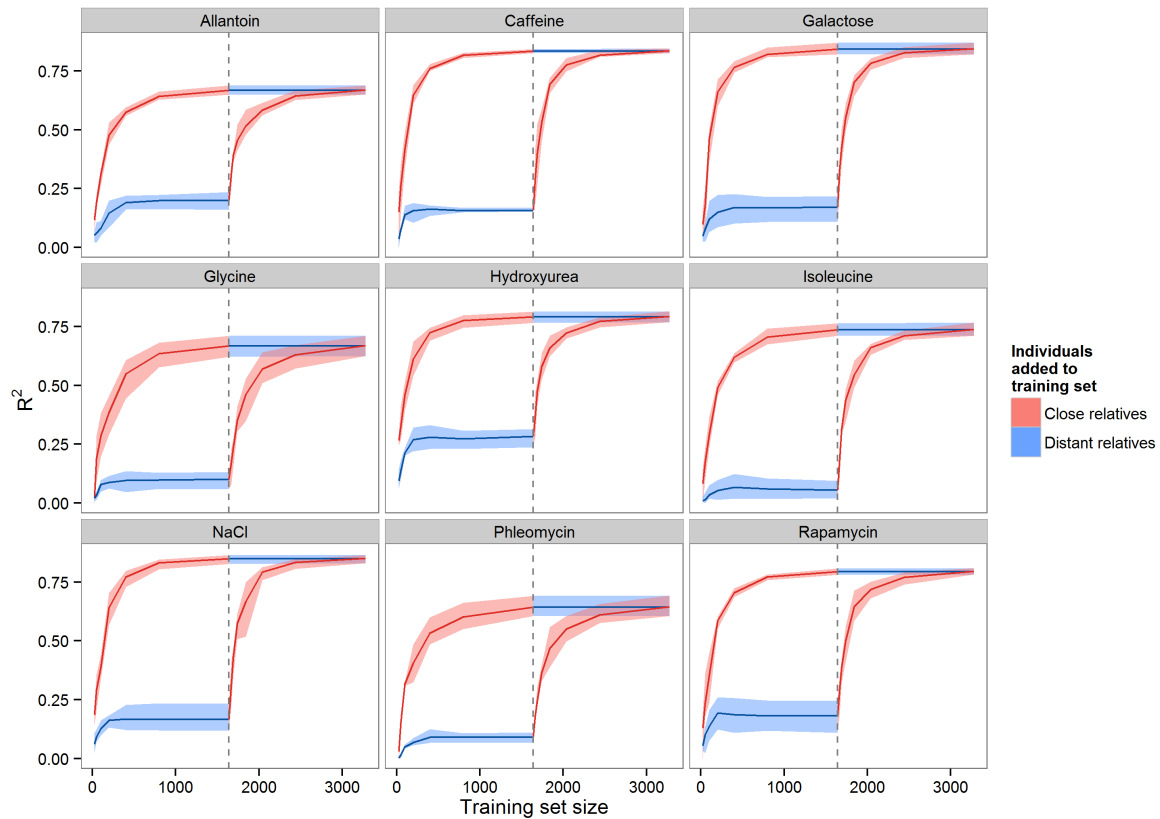 Allantoin
Caffeine
Galactose
0.75
0.50
0.25
0.00
Glycine
Hydroxyurea
Isoleucine
0.75
0.50
0.25
0.00
R2
NaCl
Phleomycin
Rapamycin
0.75
0.50
0.25
0.00
0 1000 2000 3000
0 1000 2000 3000
0 1000 2000 3000
Training set size
Individuals
added to
training set
Close relatives
Distant relatives